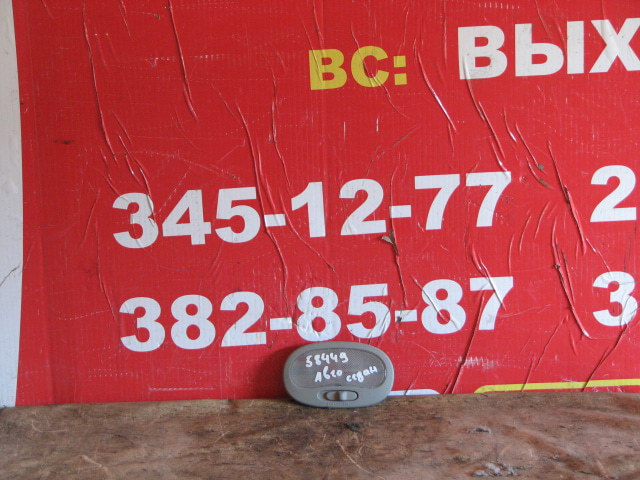 ВС: ВЫХ
345-12-77 2
382-85-87 3
58449
Авео седан